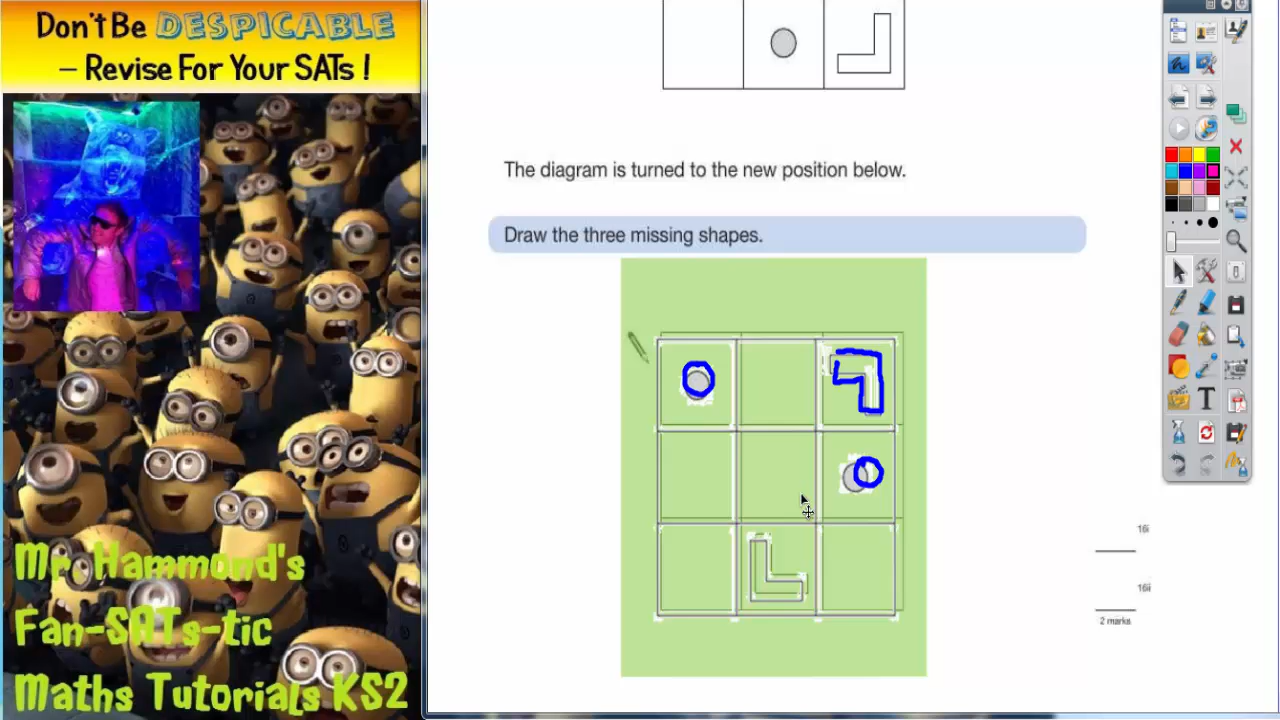 Don't Be DESPICABLE
– Revise For Your SATs !
Mr Hammond's
Fan-SATs-tic
Maths Tutorials KS2
The diagram is turned to the new position below.
Draw the three missing shapes.
16i
16ii
2 marks